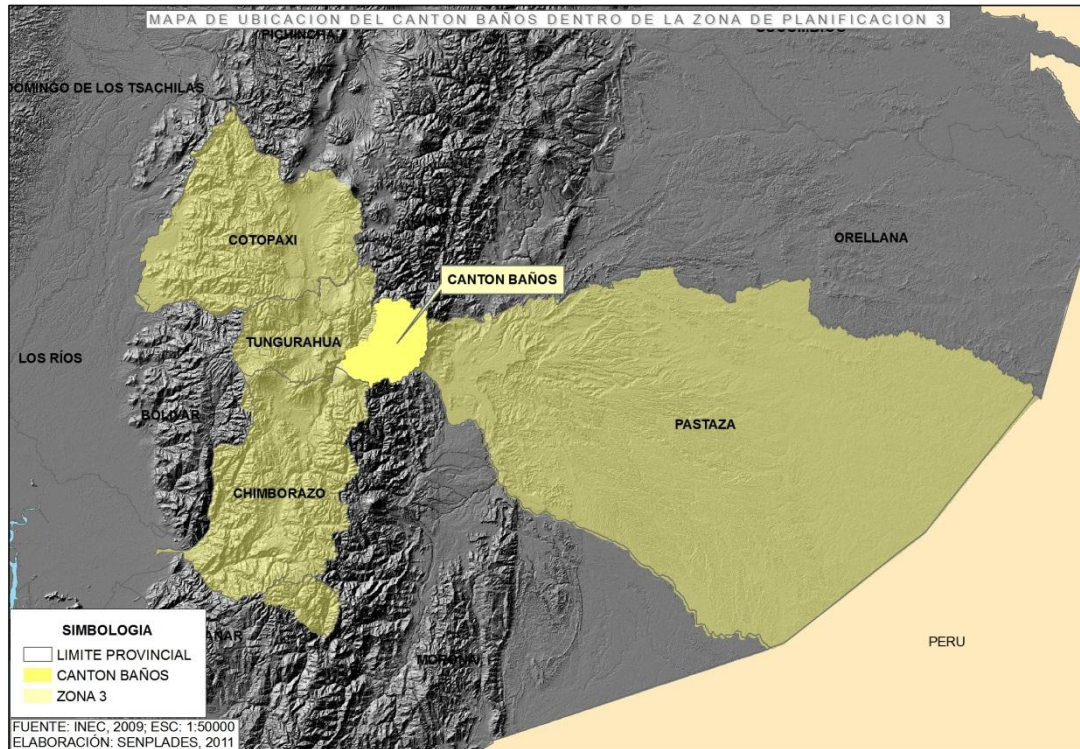 MAPA DE UBICACION DEL CANTON BAÑOS DENTRO DE LA ZONA DE PLANIFICACION 3
PICHINCHA
DOMINGO DE LOS TSACHILAS
COTOPAXI
ORELLANA
CANTON BAÑOS
TUNGURAHUA
LOS RÍOS
BOLIVAR
PASTAZA
CHIMBORAZO
PERU
MORONA
SIMBOLOGIA
LIMITE PROVINCIAL
CANTON BAÑOS
ZONA 3
FUENTE: INEC, 2009; ESC: 1:50000
ELABORACIÓN: SENPLADES, 2011